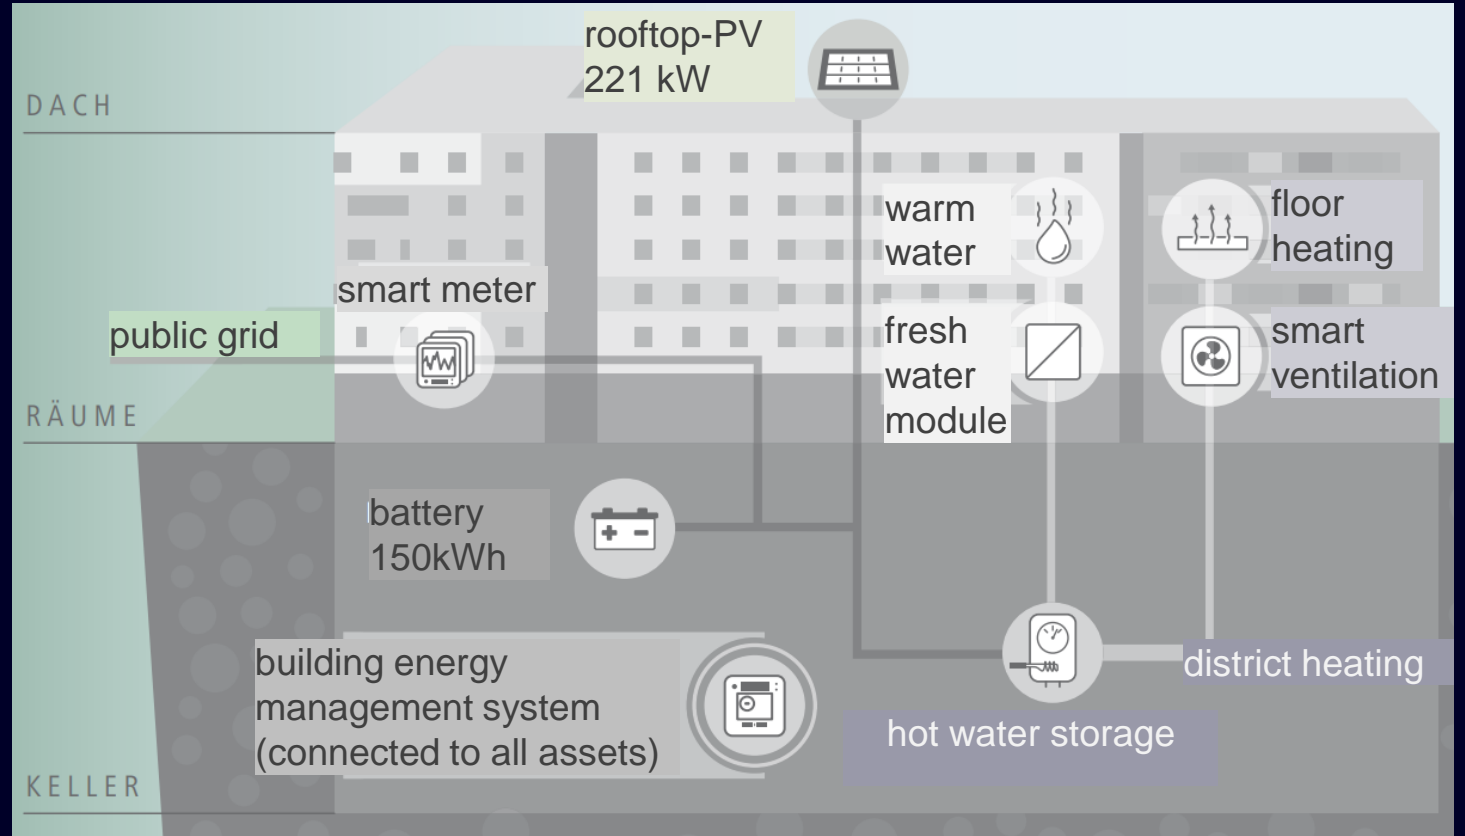 rooftop-PV
221 kW
DACH
warm
water
floor
heating
smart meter
public grid
fresh
water
module
smart
ventilation
RÄUME
battery
150kWh
building energy
management system
(connected to all assets)
district heating
hot water storage
KELLER